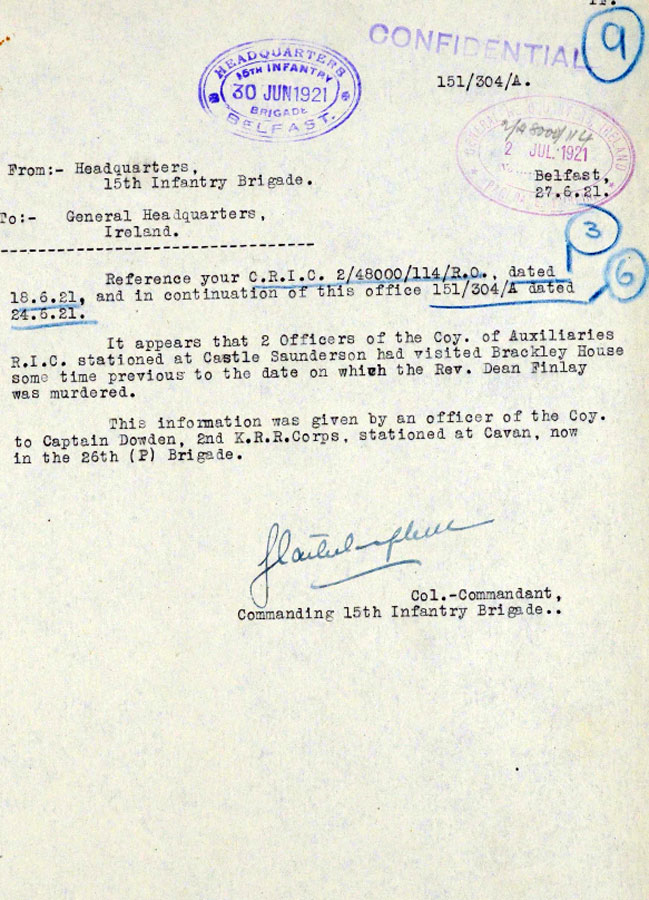 9
CONFIDENTIAL
HEADQUARTERS
15TH INFANTRY
30 JUN 1921
BRIGADE
BELFAST.
151/304/A.
2 JUL 1921
IRELAND
From:- Headquarters,
15th Infantry Brigade.
Belfast,
27.6.21.
To:- General Headquarters,
Ireland.
3
6
Reference your C.R.I.C. 2/48000/114/R.O., dated
18.6.21, and in continuation of this office 151/304/A dated
24.6.21.
It appears that 2 Officers of the Coy. of Auxiliaries
R.I.C. stationed at Castle Saunderson had visited Brackley House
some time previous to the date on which the Rev. Dean Finlay
was murdered.
This information was given by an officer of the Coy.
to Captain Dowden, 2nd K.R.R.Corps, stationed at Cavan, now
in the 26th (P) Brigade.
Col.-Commandant,
Commanding 15th Infantry Brigade..